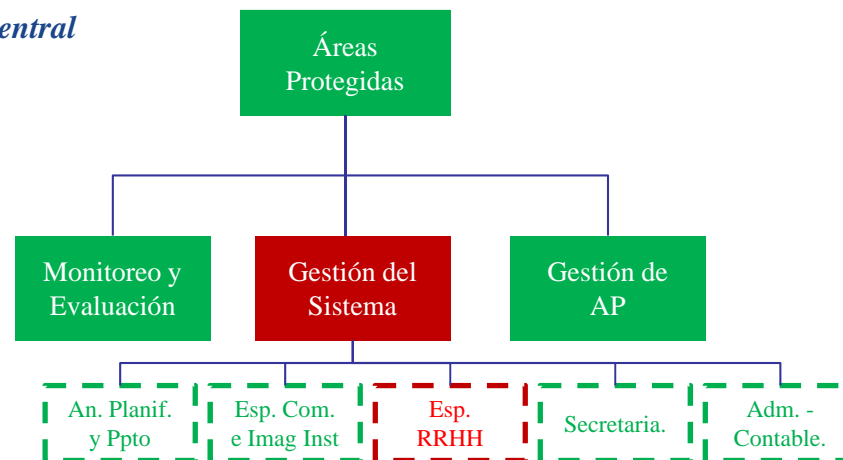 entral
Áreas
Protegidas
Monitoreo y
Evaluación
Gestión del
Sistema
Gestión de
AP
An. Planif.
y Ppto
Esp. Com.
e Imag Inst
Esp.
RRHH
Secretaria.
Adm. -
Contable.